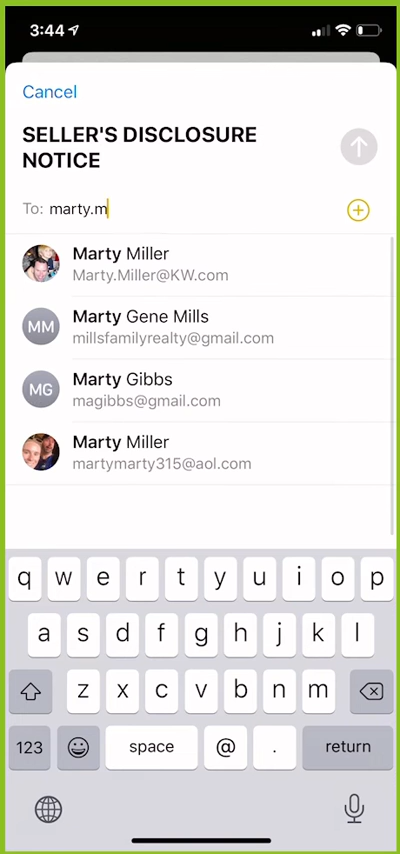 3:44
Cancel
SELLER'S DISCLOSURE
NOTICE
To: marty.m
Marty Miller
Marty.Miller@KW.com
MM
Marty Gene Mills
millsfamilyrealty@gmail.com
MG
Marty Gibbs
magibbs@gmail.com
Marty Miller
martymarty315@aol.com
q w e r t y u i o p
a s d f g h j k l
z x c v b n m
123 space @ . return